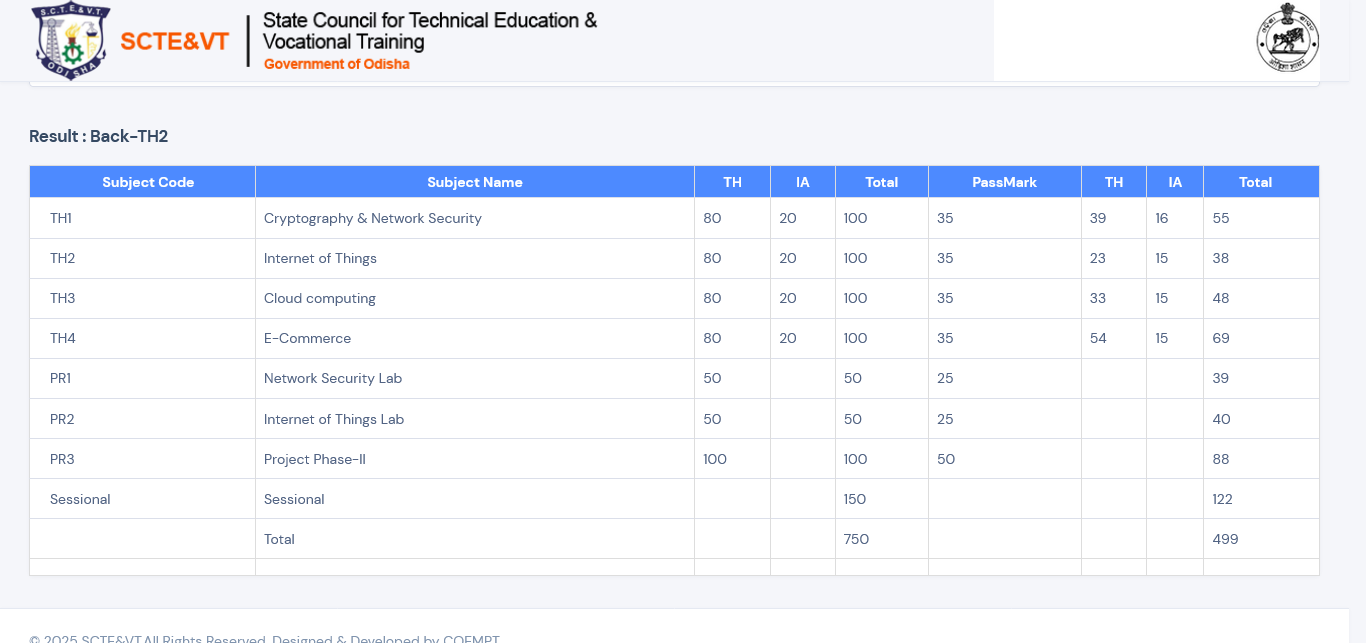 S.C.T.E.&V.T.
ODISHA
SCTE&VT
State Council for Technical Education &
Vocational Training
Government of Odisha
Result : Back-TH2
Subject Code Subject Name TH IA Total PassMark TH IA Total
TH1 Cryptography & Network Security 80 20 100 35 39 16 55
TH2 Internet of Things 80 20 100 35 23 15 38
TH3 Cloud computing 80 20 100 35 33 15 48
TH4 E-Commerce 80 20 100 35 54 15 69
PR1 Network Security Lab 50 50 25 39
PR2 Internet of Things Lab 50 50 25 40
PR3 Project Phase-II 100 100 50 88
Sessional Sessional 150 122
Total 750 499
© 2025 SCTE&VT.All Rights Reserved. Designed & Developed by COEMPT